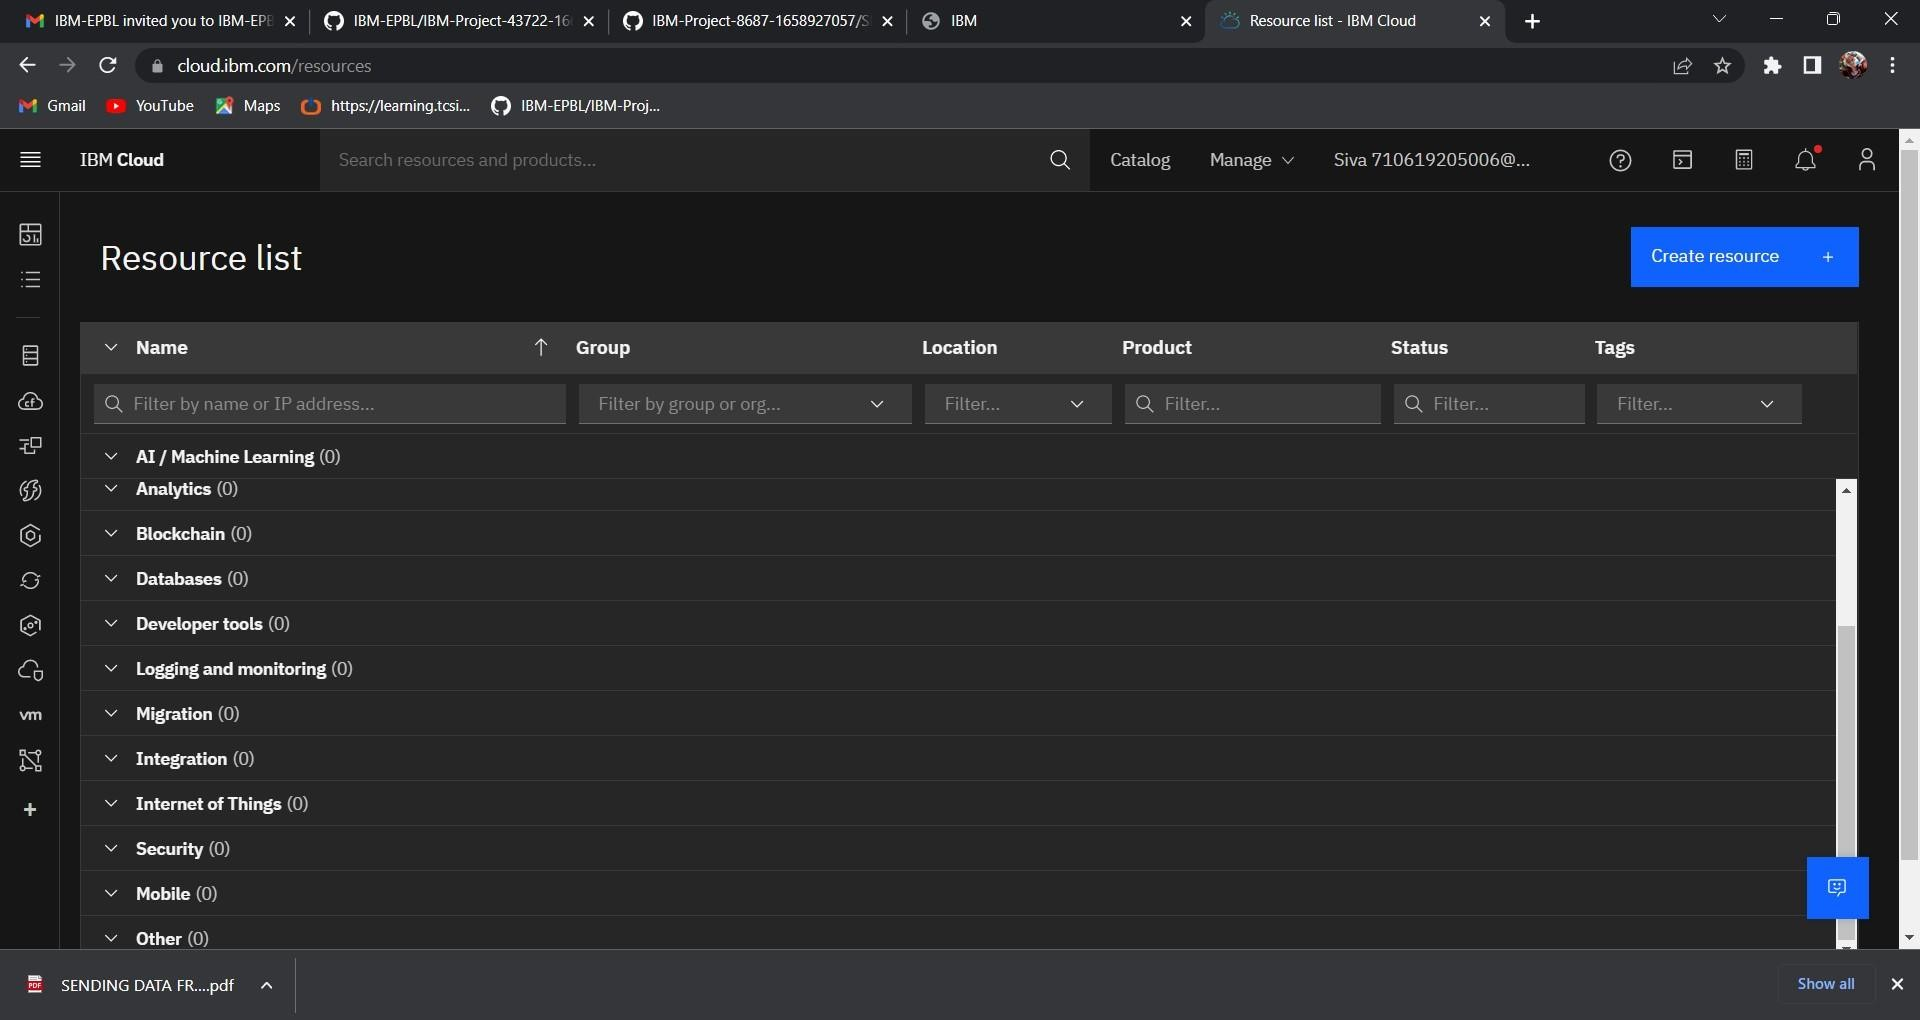 IBM-EPBL invited you to IBM-EPB
IBM-EPBL/IBM-Project-43722-16
IBM-Project-8687-1658927057/S
IBM
Resource list - IBM Cloud
cloud.ibm.com/resources
Gmail
YouTube
Maps
https://learning.tcsi...
IBM-EPBL/IBM-Proj...
IBM Cloud
Search resources and products...
Catalog
Manage
Siva 710619205006@...
Resource list
Create resource +
Name
Group
Location
Product
Status
Tags
Filter by name or IP address...
Filter by group or org...
Filter...
Filter...
Filter...
Filter...
AI / Machine Learning (0)
Analytics (0)
Blockchain (0)
Databases (0)
Developer tools (0)
Logging and monitoring (0)
Migration (0)
vm
Integration (0)
Internet of Things (0)
Security (0)
Mobile (0)
Other (0)
PDF
SENDING DATA FR....pdf
Show all